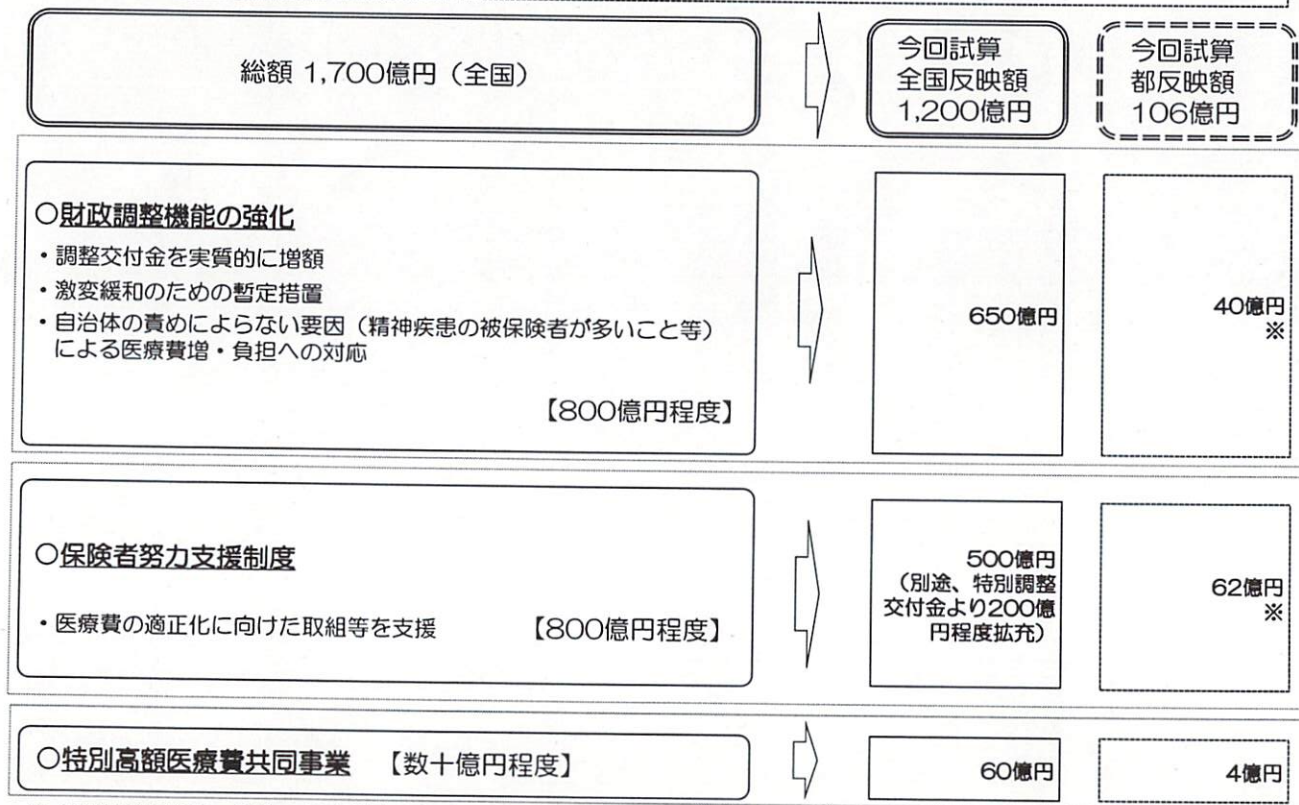 総額 1,700億円（全国）
今回試算
全国反映額
1,200億円
今回試算
都反映額
106億円
○財政調整機能の強化
・調整交付金を実質的に増額
・激変緩和のための暫定措置
・自治体の責めによらない要因（精神疾患の被保険者が多いこと等）
による医療費増・負担への対応
【800億円程度】
650億円
40億円
※
○保険者努力支援制度
・医療費の適正化に向けた取組等を支援
【800億円程度】
500億円
（別途、特別調整
交付金より200億
円程度拡充）
62億円
※
○特別高額医療費共同事業 【数十億円程度】
60億円
4億円